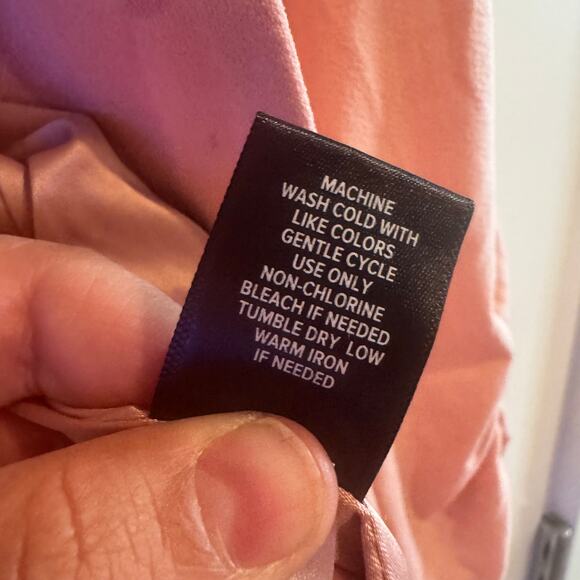 MACHINE
WASH COLD WITH
LIKE COLORS
GENTLE CYCLE
USE ONLY
NON-CHLORINE
BLEACH IF NEEDED
TUMBLE DRY LOW
WARM IRON
IF NEEDED